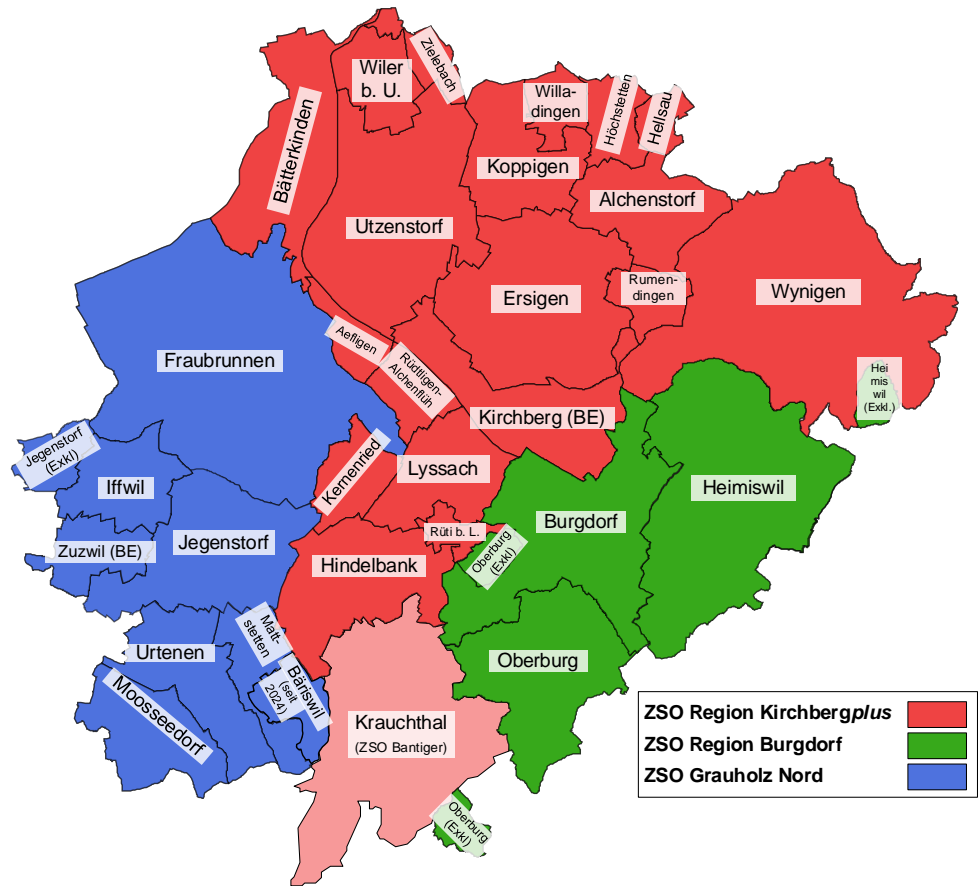 Wiler
b. U.
Zielebach
Bätterkinden
Willa-
dingen
Höchstetten
Hellsau
Koppigen
Alchenstorf
Utzenstorf
Ersigen
Rumen-
dingen
Wynigen
Aefligen
Rüdtligen-
Alchenflüh
Fraubrunnen
Hei
mis
wil
(Exkl.)
Kirchberg (BE)
Jegenstorf
(Exkl)
Kernenried
Lyssach
Iffwil
Heimiswil
Burgdorf
Rüti b. L.
Zuzwil (BE)
Jegenstorf
Oberburg
(Exkl)
Hindelbank
Matt-
stetten
Urtenen
Bäriswil
(seit
2024)
Oberburg
Moosseedorf
Krauchthal
(ZSO Bantiger)
Oberburg
(Exkl)
ZSO Region Kirchbergplus
ZSO Region Burgdorf
ZSO Grauholz Nord